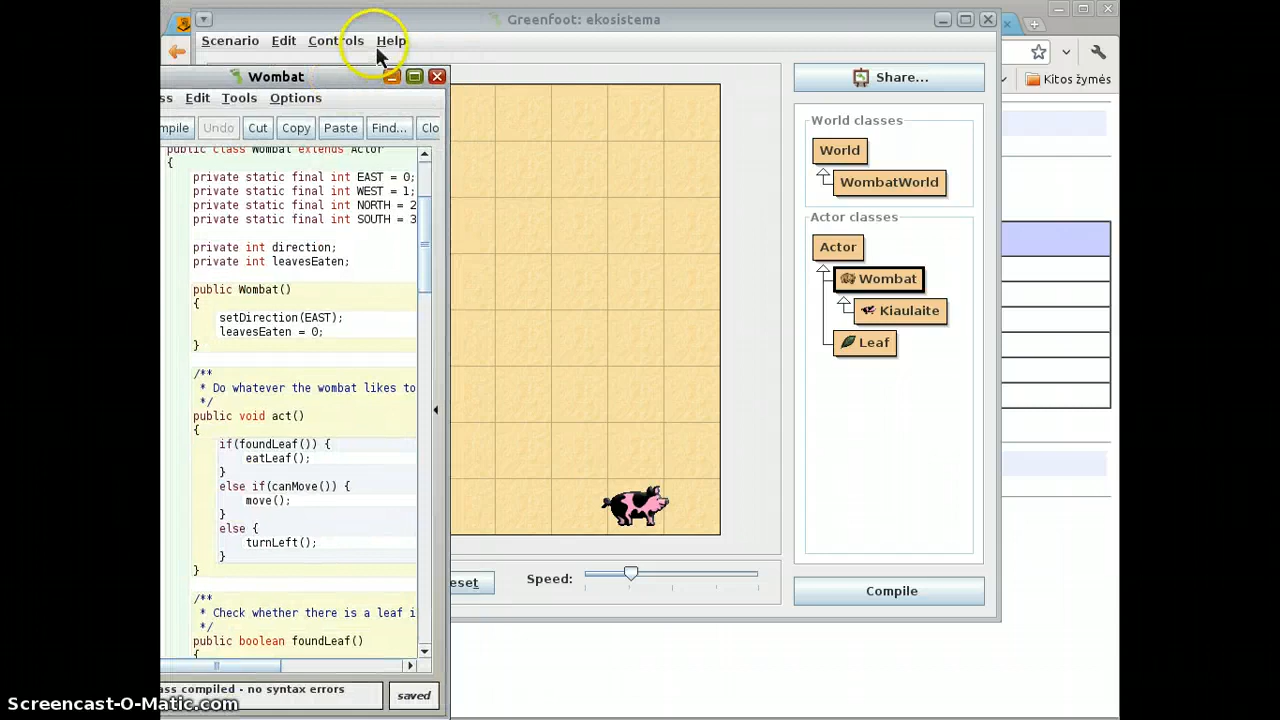 Greenfoot: ekosistema
Scenario Edit Controls Help
Wombat
Edit Tools Options
Undo Cut Copy Paste Find...
public class Wombat extends Actor
{
private static final int EAST = 0;
private static final int WEST = 1;
private static final int NORTH = 2
private static final int SOUTH = 3
private int direction;
private int leavesEaten;
public Wombat()
{
setDirection(EAST);
leavesEaten = 0;
}
/**
* Do whatever the wombat likes to
*/
public void act()
{
if(foundLeaf()) {
eatLeaf();
}
else if(canMove()) {
move();
}
else {
turnLeft();
}
}
/**
* Check whether there is a leaf i
*/
public boolean foundLeaf()
{
ass compiled - no syntax errors
saved
Speed:
Share...
World classes
World
WombatWorld
Actor classes
Actor
Wombat
Kiaulaite
Leaf
Compile
Kitos žymės
Screencast-O-Matic.com